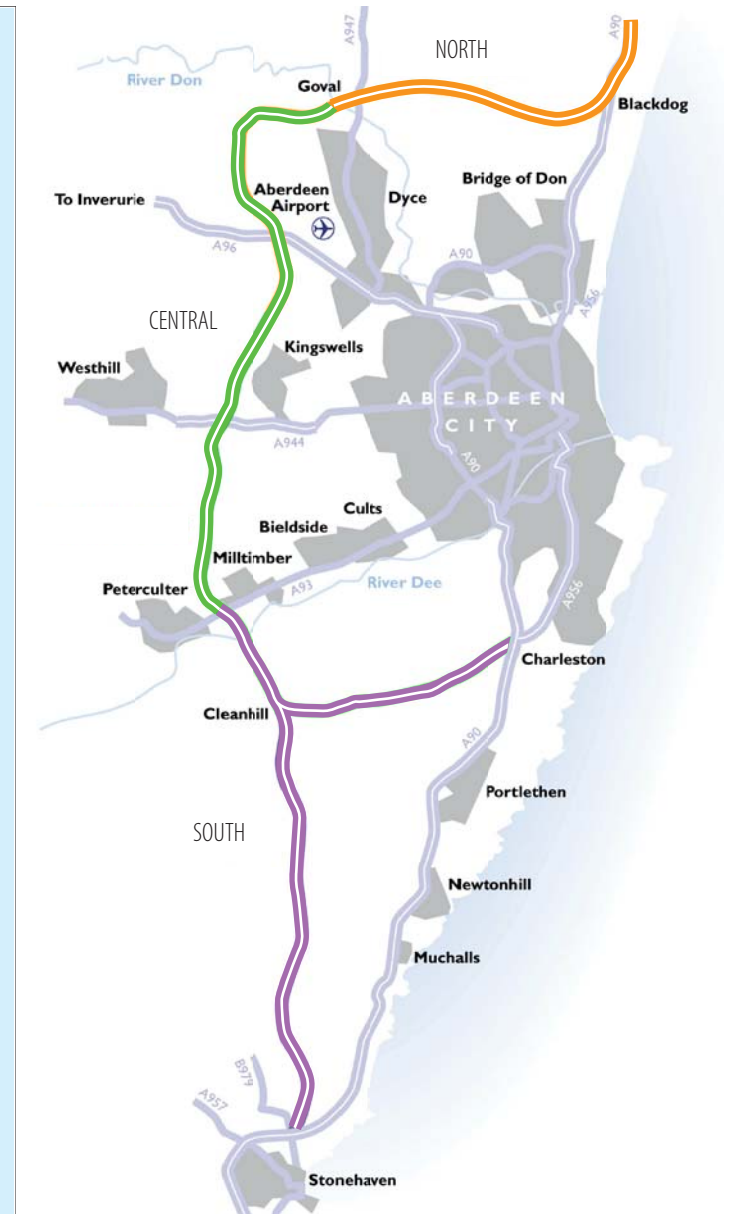 A947
A90
NORTH
River Don
Goval
Blackdog
Bridge of Don
Aberdeen
Airport
Dyce
To Inverurie
A96
A90
A956
CENTRAL
Kingswells
Westhill
ABERDEEN
CITY
A944
A90
Cults
Bieldside
Milltimber
Peterculter
A93
River Dee
A956
Charleston
Cleanhill
A90
Portlethen
SOUTH
Newtonhill
Muchalls
B979
A957
Stonehaven